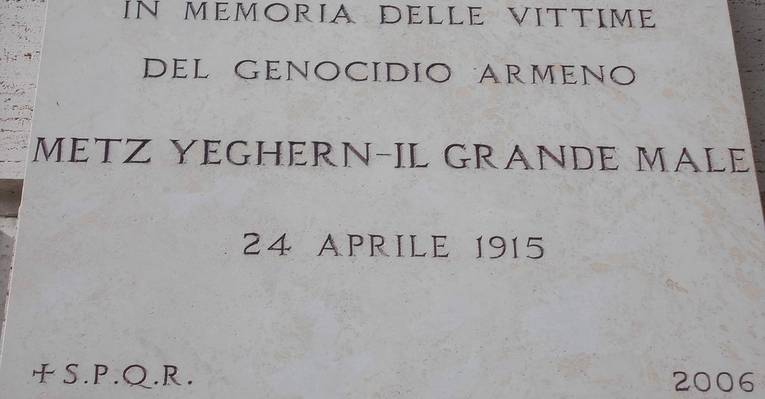 IN MEMORIA DELLE VITTIME
DEL GENOCIDIO ARMENO
METZ YEGHERN-IL GRANDE MALE
24 APRILE 1915
✝ S.P.Q.R. 2006